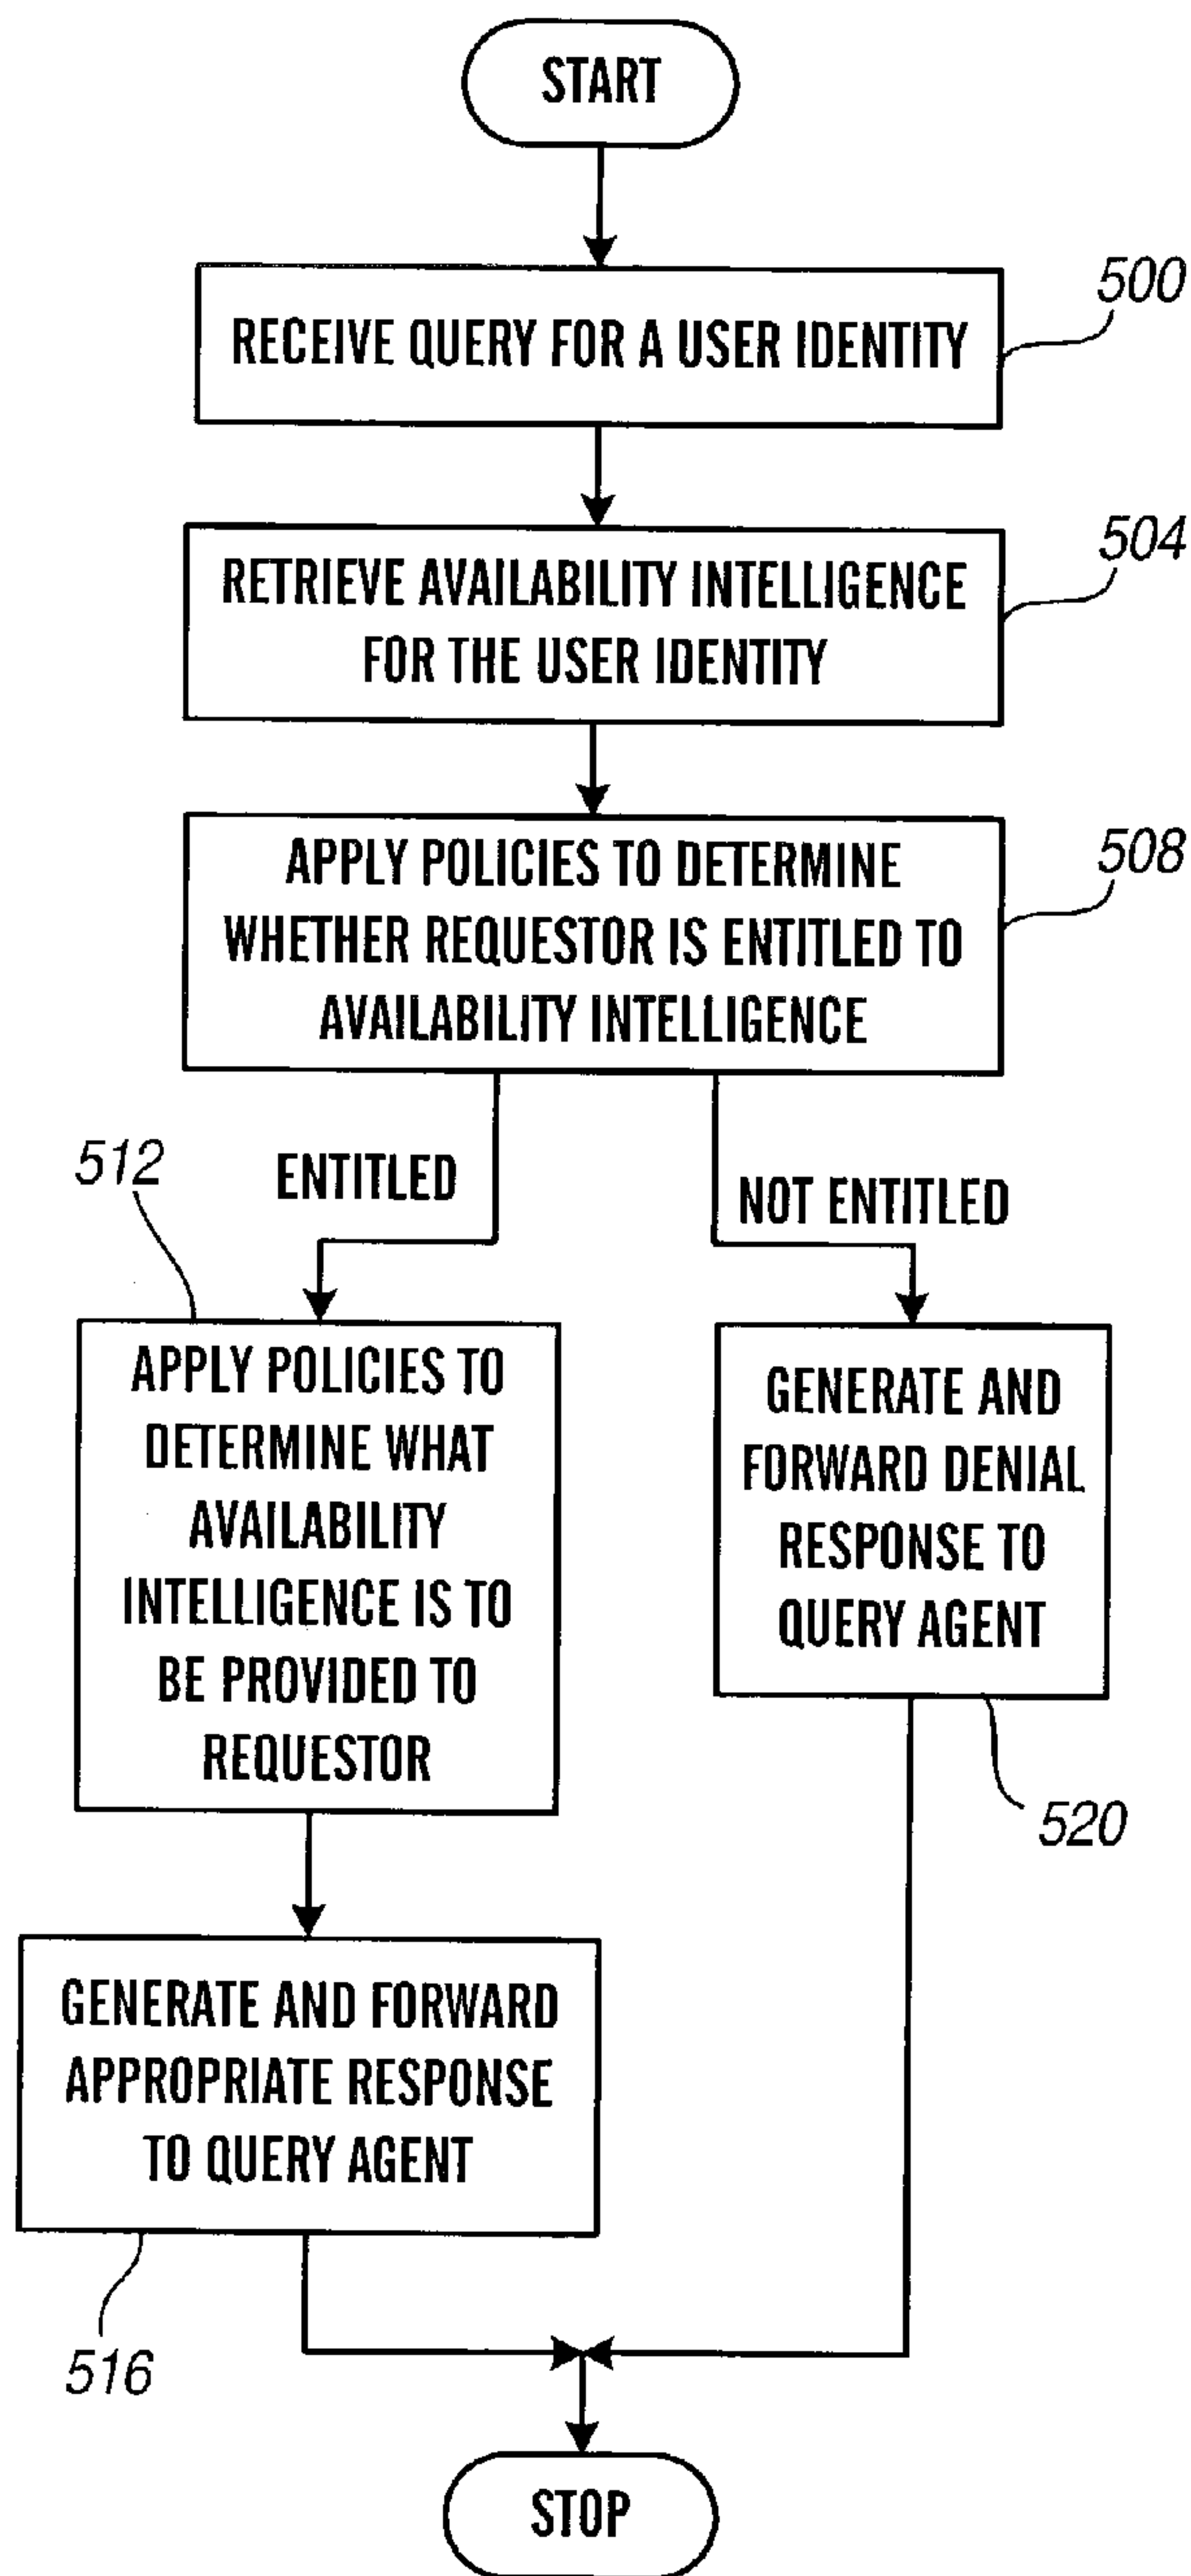 START
500
RECEIVE QUERY FOR A USER IDENTITY
504
RETRIEVE AVAILABILITY INTELLIGENCE
FOR THE USER IDENTITY
508
APPLY POLICIES TO DETERMINE
WHETHER REQUESTOR IS ENTITLED TO
AVAILABILITY INTELLIGENCE
512
ENTITLED
NOT ENTITLED
APPLY POLICIES TO
DETERMINE WHAT
AVAILABILITY
INTELLIGENCE IS TO
BE PROVIDED TO
REQUESTOR
GENERATE AND
FORWARD DENIAL
RESPONSE TO
QUERY AGENT
520
GENERATE AND FORWARD
APPROPRIATE RESPONSE
TO QUERY AGENT
516
STOP